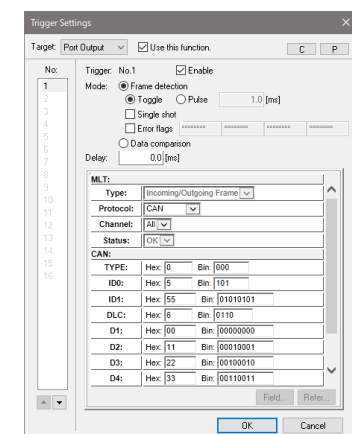 Trigger Settings
Target: Port Output Use this function. C P
No: Trigger: No.1 Enable
1 Mode: Frame detection
2 Toggle Pulse 1.0 [ms]
3 Single shot
4 Error flags ******** ******** ******** ********
5
6 Data comparison
7 Delay: 0.0 [ms]
8
9 MLT:
10 Type: Incoming/Outgoing Frame
11 Protocol: CAN
12 Channel: All
13 Status: OK
14 CAN:
15 TYPE: Hex: 0 Bin: 000
16 ID0: Hex: 5 Bin: 101
ID1: Hex: 55 Bin: 01010101
DLC: Hex: 6 Bin: 0110
D1: Hex: 00 Bin: 00000000
D2: Hex: 11 Bin: 00010001
D3: Hex: 22 Bin: 00100010
D4: Hex: 33 Bin: 00110011
Field... Refer...
OK Cancel